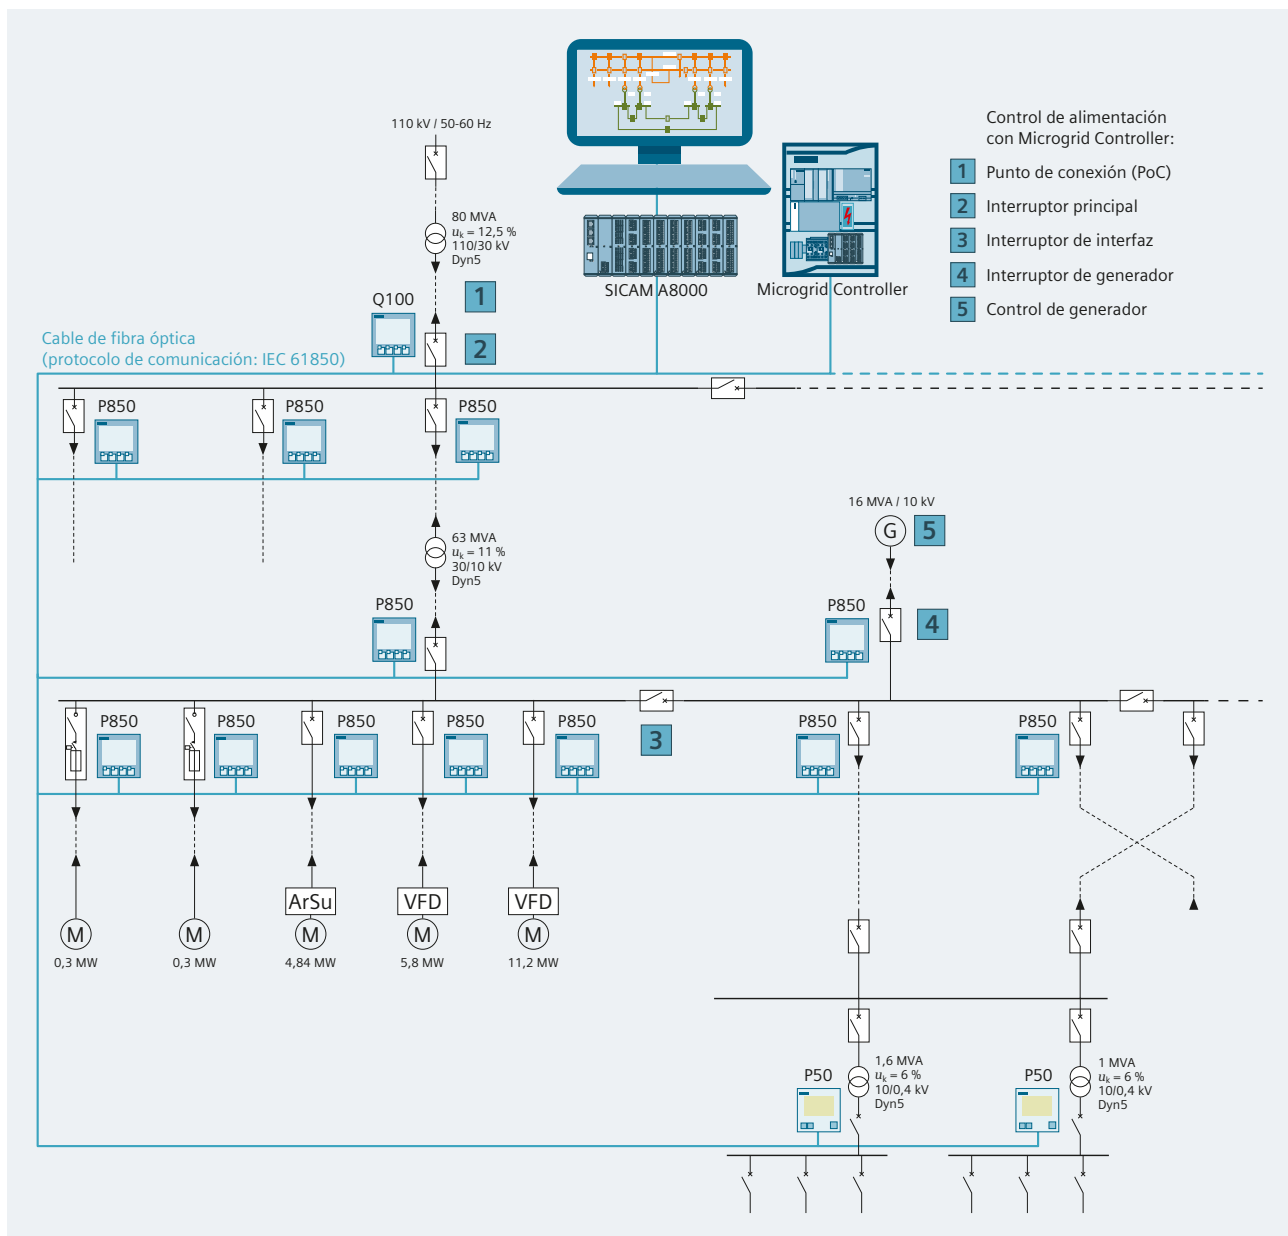 110 kV / 50-60 Hz
80 MVA
uk = 12,5 %
110/30 kV
Dyn5
SICAM A8000
Microgrid Controller
Control de alimentación
con Microgrid Controller:
1 Punto de conexión (PoC)
2 Interruptor principal
3 Interruptor de interfaz
4 Interruptor de generador
5 Control de generador
Q100
1
2
Cable de fibra óptica
(protocolo de comunicación: IEC 61850)
P850
P850
P850
63 MVA
uk = 11 %
30/10 kV
Dyn5
16 MVA / 10 kV
G
5
P850
P850
4
P850
P850
P850
P850
P850
3
P850
P850
ArSu
VFD
VFD
M
M
M
M
M
0,3 MW
0,3 MW
4,84 MW
5,8 MW
11,2 MW
P50
1,6 MVA
uk = 6 %
10/0,4 kV
Dyn5
P50
1 MVA
uk = 6 %
10/0,4 kV
Dyn5